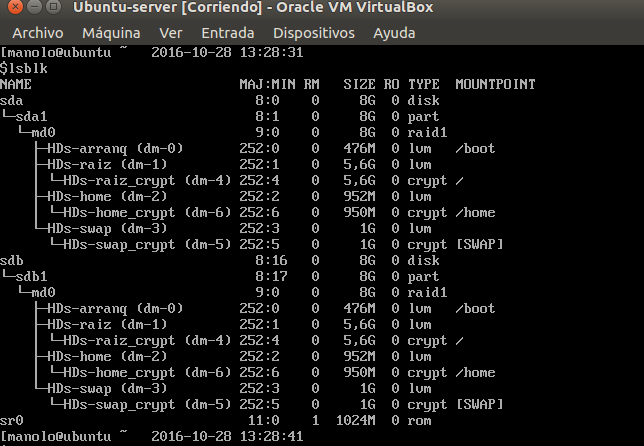 Ubuntu-server [Corriendo] - Oracle VM VirtualBox
Archivo Máquina Ver Entrada Dispositivos Ayuda
[manolo@ubuntu ~   2016-10-28 13:28:31
$lsblk
NAME                          MAJ:MIN RM   SIZE RO TYPE  MOUNTPOINT
sda                             8:0    0     8G  0 disk
└─sda1                          8:1    0     8G  0 part
  └─md0                         9:0    0     8G  0 raid1
    ├─HDs-arranq (dm-0)       252:0    0   476M  0 lvm   /boot
    ├─HDs-raiz (dm-1)         252:1    0   5,6G  0 lvm
    │ └─HDs-raiz_crypt (dm-4) 252:4    0   5,6G  0 crypt /
    ├─HDs-home (dm-2)         252:2    0   952M  0 lvm
    │ └─HDs-home_crypt (dm-6) 252:6    0   950M  0 crypt /home
    └─HDs-swap (dm-3)         252:3    0     1G  0 lvm
      └─HDs-swap_crypt (dm-5) 252:5    0     1G  0 crypt [SWAP]
sdb                             8:16   0     8G  0 disk
└─sdb1                          8:17   0     8G  0 part
  └─md0                         9:0    0     8G  0 raid1
    ├─HDs-arranq (dm-0)       252:0    0   476M  0 lvm   /boot
    ├─HDs-raiz (dm-1)         252:1    0   5,6G  0 lvm
    │ └─HDs-raiz_crypt (dm-4) 252:4    0   5,6G  0 crypt /
    ├─HDs-home (dm-2)         252:2    0   952M  0 lvm
    │ └─HDs-home_crypt (dm-6) 252:6    0   950M  0 crypt /home
    └─HDs-swap (dm-3)         252:3    0     1G  0 lvm
      └─HDs-swap_crypt (dm-5) 252:5    0     1G  0 crypt [SWAP]
sr0                            11:0    1  1024M  0 rom
[manolo@ubuntu ~   2016-10-28 13:28:41